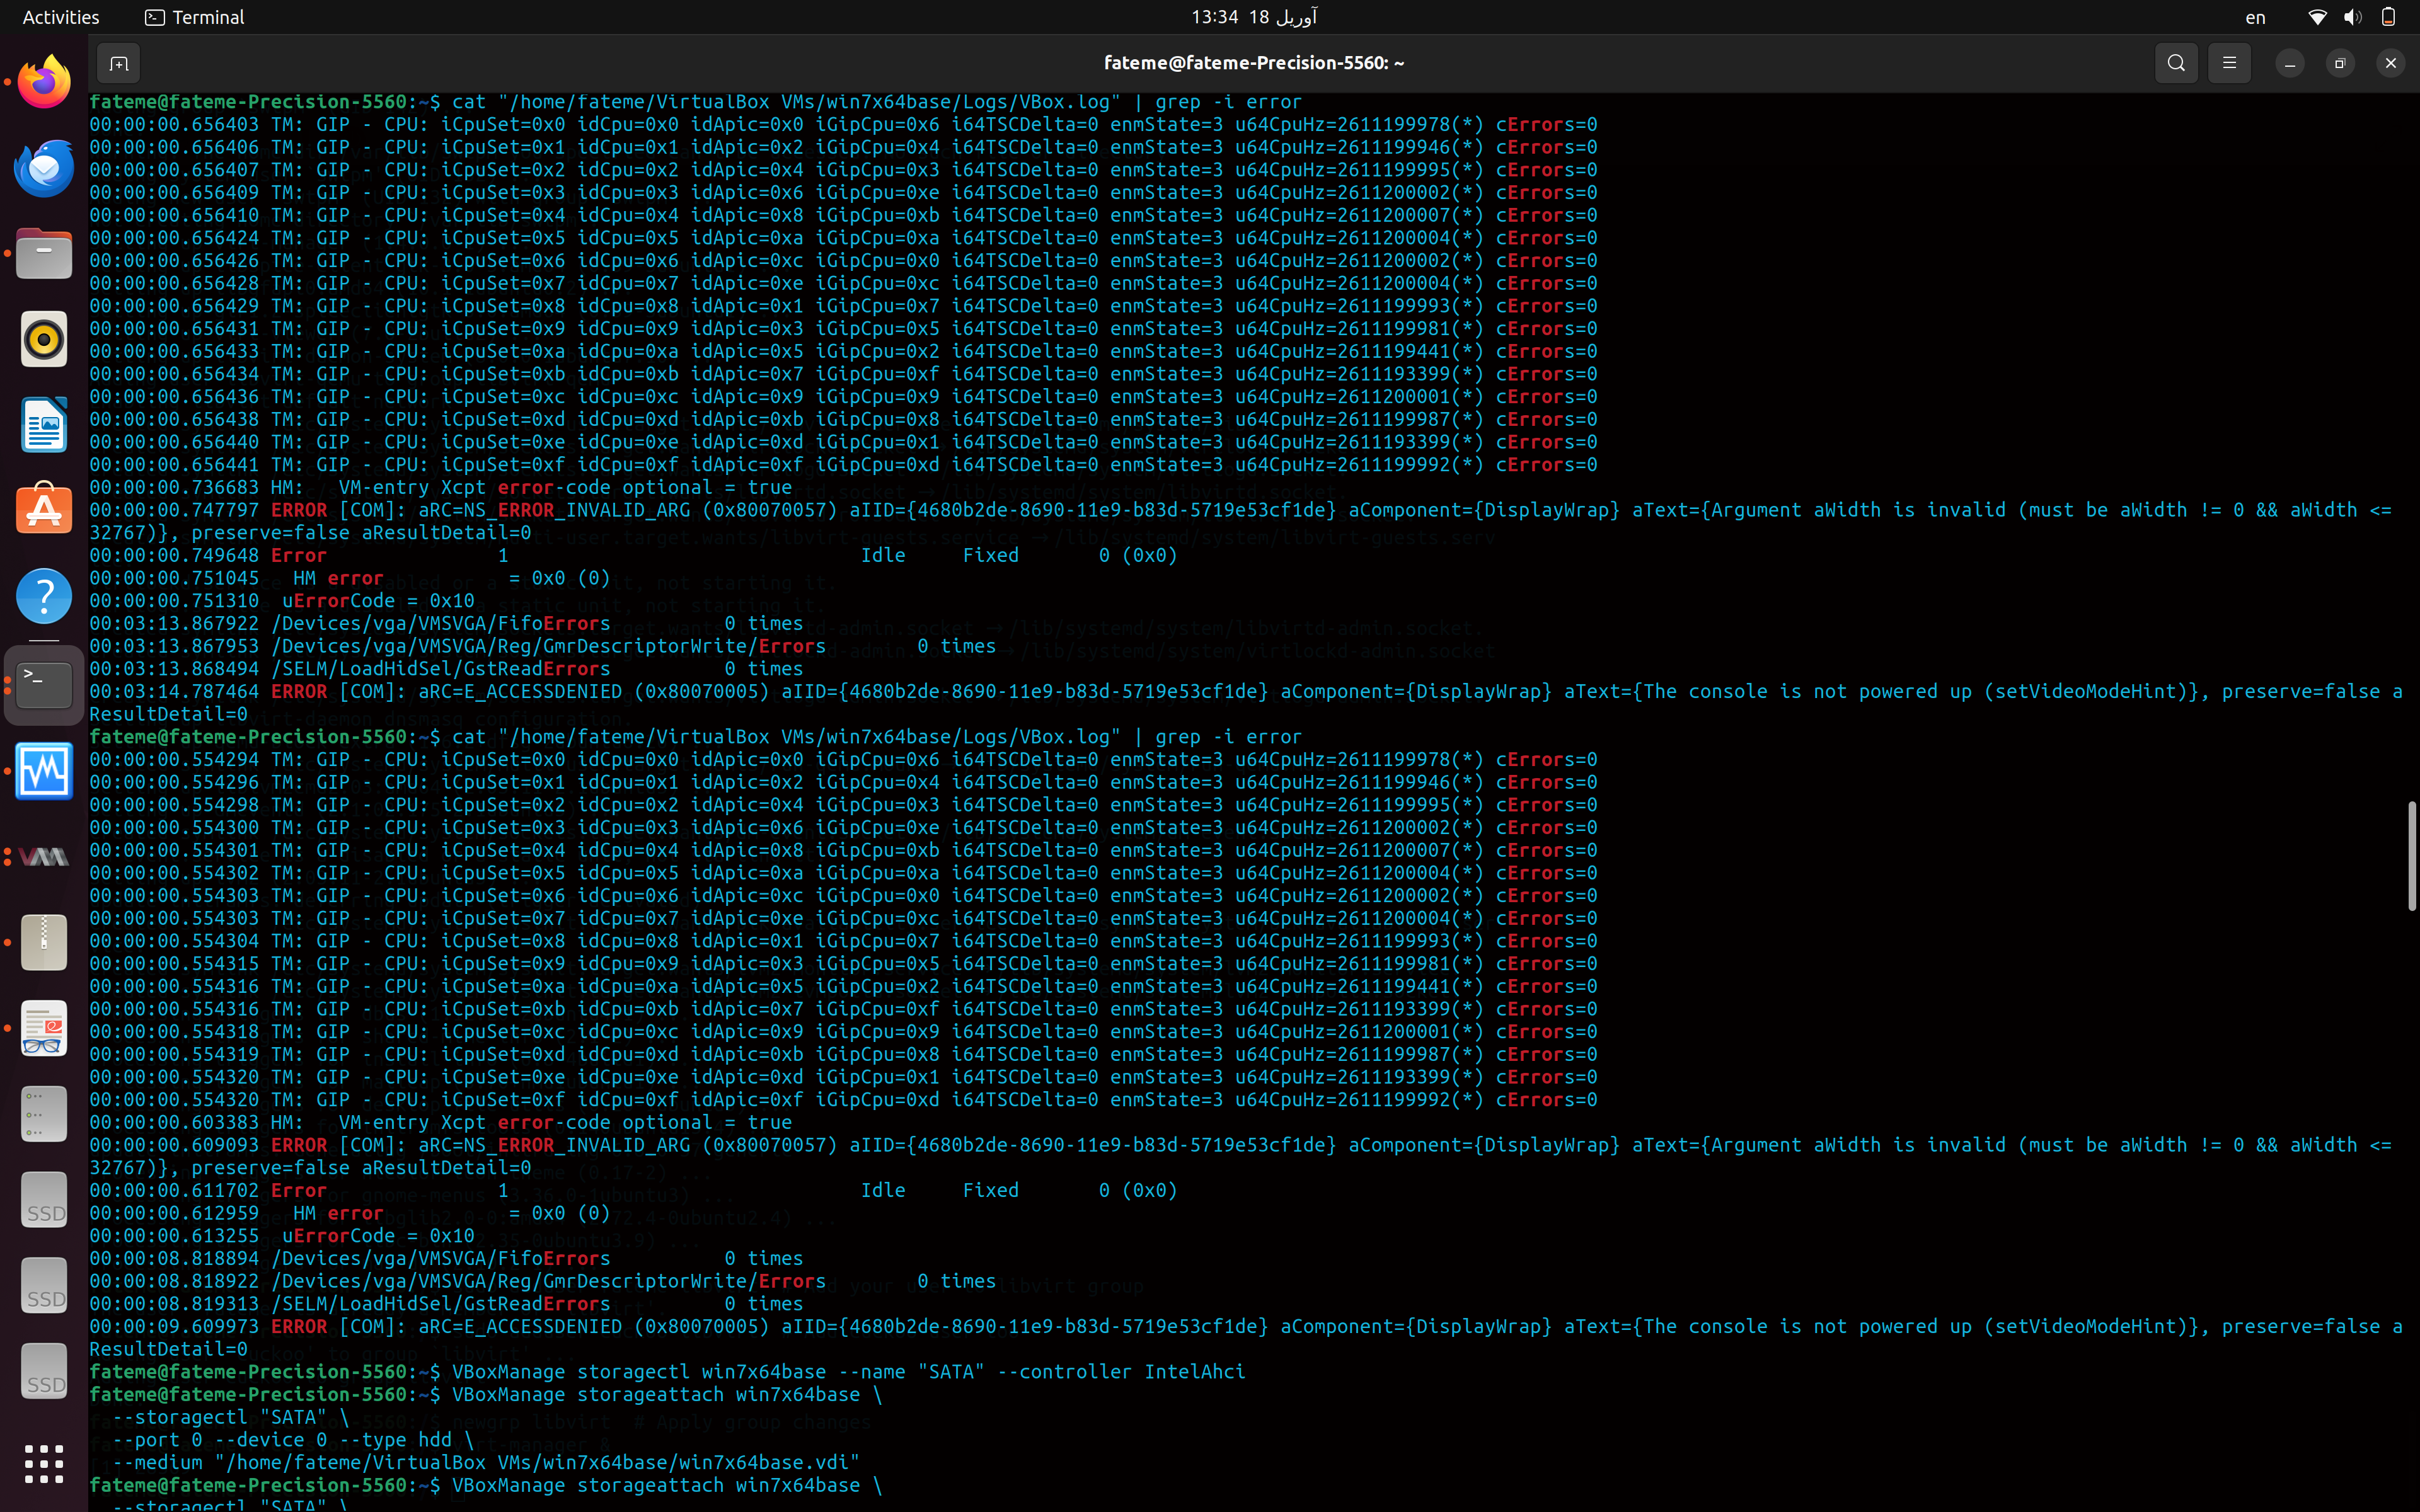 Activities
Terminal
13:34 18 آوریل
en
fateme@fateme-Precision-5560: ~
fateme@fateme-Precision-5560:~$ cat "/home/fateme/VirtualBox VMs/win7x64base/Logs/VBox.log" | grep -i error
00:00:00.656403 TM: GIP - CPU: iCpuSet=0x0 idCpu=0x0 idApic=0x0 iGipCpu=0x6 i64TSCDelta=0 enmState=3 u64CpuHz=2611199978(*) cErrors=0
00:00:00.656406 TM: GIP - CPU: iCpuSet=0x1 idCpu=0x1 idApic=0x2 iGipCpu=0x4 i64TSCDelta=0 enmState=3 u64CpuHz=2611199946(*) cErrors=0
00:00:00.656407 TM: GIP - CPU: iCpuSet=0x2 idCpu=0x2 idApic=0x4 iGipCpu=0x3 i64TSCDelta=0 enmState=3 u64CpuHz=2611199995(*) cErrors=0
00:00:00.656409 TM: GIP - CPU: iCpuSet=0x3 idCpu=0x3 idApic=0x6 iGipCpu=0xe i64TSCDelta=0 enmState=3 u64CpuHz=2611200002(*) cErrors=0
00:00:00.656410 TM: GIP - CPU: iCpuSet=0x4 idCpu=0x4 idApic=0x8 iGipCpu=0xb i64TSCDelta=0 enmState=3 u64CpuHz=2611200007(*) cErrors=0
00:00:00.656424 TM: GIP - CPU: iCpuSet=0x5 idCpu=0x5 idApic=0xa iGipCpu=0xa i64TSCDelta=0 enmState=3 u64CpuHz=2611200004(*) cErrors=0
00:00:00.656426 TM: GIP - CPU: iCpuSet=0x6 idCpu=0x6 idApic=0xc iGipCpu=0x0 i64TSCDelta=0 enmState=3 u64CpuHz=2611200002(*) cErrors=0
00:00:00.656428 TM: GIP - CPU: iCpuSet=0x7 idCpu=0x7 idApic=0xe iGipCpu=0xc i64TSCDelta=0 enmState=3 u64CpuHz=2611200004(*) cErrors=0
00:00:00.656429 TM: GIP - CPU: iCpuSet=0x8 idCpu=0x8 idApic=0x1 iGipCpu=0x7 i64TSCDelta=0 enmState=3 u64CpuHz=2611199993(*) cErrors=0
00:00:00.656431 TM: GIP - CPU: iCpuSet=0x9 idCpu=0x9 idApic=0x3 iGipCpu=0x5 i64TSCDelta=0 enmState=3 u64CpuHz=2611199981(*) cErrors=0
00:00:00.656433 TM: GIP - CPU: iCpuSet=0xa idCpu=0xa idApic=0x5 iGipCpu=0x2 i64TSCDelta=0 enmState=3 u64CpuHz=2611199441(*) cErrors=0
00:00:00.656434 TM: GIP - CPU: iCpuSet=0xb idCpu=0xb idApic=0x7 iGipCpu=0xf i64TSCDelta=0 enmState=3 u64CpuHz=2611193399(*) cErrors=0
00:00:00.656436 TM: GIP - CPU: iCpuSet=0xc idCpu=0xc idApic=0x9 iGipCpu=0x9 i64TSCDelta=0 enmState=3 u64CpuHz=2611200001(*) cErrors=0
00:00:00.656438 TM: GIP - CPU: iCpuSet=0xd idCpu=0xd idApic=0xb iGipCpu=0x8 i64TSCDelta=0 enmState=3 u64CpuHz=2611199987(*) cErrors=0
00:00:00.656440 TM: GIP - CPU: iCpuSet=0xe idCpu=0xe idApic=0xd iGipCpu=0x1 i64TSCDelta=0 enmState=3 u64CpuHz=2611193399(*) cErrors=0
00:00:00.656441 TM: GIP - CPU: iCpuSet=0xf idCpu=0xf idApic=0xf iGipCpu=0xd i64TSCDelta=0 enmState=3 u64CpuHz=2611199992(*) cErrors=0
00:00:00.736683 HM:   VM-entry Xcpt error-code optional = true
00:00:00.747797 ERROR [COM]: aRC=NS_ERROR_INVALID_ARG (0x80070057) aIID={4680b2de-8690-11e9-b83d-5719e53cf1de} aComponent={DisplayWrap} aText={Argument aWidth is invalid (must be aWidth != 0 && aWidth <=
32767)}, preserve=false aResultDetail=0
00:00:00.749648 Error               1                               Idle     Fixed      0 (0x0)
00:00:00.751045   HM error           = 0x0 (0)
00:00:00.751310  uErrorCode = 0x10
00:03:13.867922 /Devices/vga/VMSVGA/FifoErrors          0 times
00:03:13.867953 /Devices/vga/VMSVGA/Reg/GmrDescriptorWrite/Errors        0 times
00:03:13.868494 /SELM/LoadHidSel/GstReadErrors          0 times
00:03:14.787464 ERROR [COM]: aRC=E_ACCESSDENIED (0x80070005) aIID={4680b2de-8690-11e9-b83d-5719e53cf1de} aComponent={DisplayWrap} aText={The console is not powered up (setVideoModeHint)}, preserve=false a
ResultDetail=0
fateme@fateme-Precision-5560:~$ cat "/home/fateme/VirtualBox VMs/win7x64base/Logs/VBox.log" | grep -i error
00:00:00.554294 TM: GIP - CPU: iCpuSet=0x0 idCpu=0x0 idApic=0x0 iGipCpu=0x6 i64TSCDelta=0 enmState=3 u64CpuHz=2611199978(*) cErrors=0
00:00:00.554296 TM: GIP - CPU: iCpuSet=0x1 idCpu=0x1 idApic=0x2 iGipCpu=0x4 i64TSCDelta=0 enmState=3 u64CpuHz=2611199946(*) cErrors=0
00:00:00.554298 TM: GIP - CPU: iCpuSet=0x2 idCpu=0x2 idApic=0x4 iGipCpu=0x3 i64TSCDelta=0 enmState=3 u64CpuHz=2611199995(*) cErrors=0
00:00:00.554300 TM: GIP - CPU: iCpuSet=0x3 idCpu=0x3 idApic=0x6 iGipCpu=0xe i64TSCDelta=0 enmState=3 u64CpuHz=2611200002(*) cErrors=0
00:00:00.554301 TM: GIP - CPU: iCpuSet=0x4 idCpu=0x4 idApic=0x8 iGipCpu=0xb i64TSCDelta=0 enmState=3 u64CpuHz=2611200007(*) cErrors=0
00:00:00.554302 TM: GIP - CPU: iCpuSet=0x5 idCpu=0x5 idApic=0xa iGipCpu=0xa i64TSCDelta=0 enmState=3 u64CpuHz=2611200004(*) cErrors=0
00:00:00.554303 TM: GIP - CPU: iCpuSet=0x6 idCpu=0x6 idApic=0xc iGipCpu=0x0 i64TSCDelta=0 enmState=3 u64CpuHz=2611200002(*) cErrors=0
00:00:00.554303 TM: GIP - CPU: iCpuSet=0x7 idCpu=0x7 idApic=0xe iGipCpu=0xc i64TSCDelta=0 enmState=3 u64CpuHz=2611200004(*) cErrors=0
00:00:00.554304 TM: GIP - CPU: iCpuSet=0x8 idCpu=0x8 idApic=0x1 iGipCpu=0x7 i64TSCDelta=0 enmState=3 u64CpuHz=2611199993(*) cErrors=0
00:00:00.554315 TM: GIP - CPU: iCpuSet=0x9 idCpu=0x9 idApic=0x3 iGipCpu=0x5 i64TSCDelta=0 enmState=3 u64CpuHz=2611199981(*) cErrors=0
00:00:00.554316 TM: GIP - CPU: iCpuSet=0xa idCpu=0xa idApic=0x5 iGipCpu=0x2 i64TSCDelta=0 enmState=3 u64CpuHz=2611199441(*) cErrors=0
00:00:00.554316 TM: GIP - CPU: iCpuSet=0xb idCpu=0xb idApic=0x7 iGipCpu=0xf i64TSCDelta=0 enmState=3 u64CpuHz=2611193399(*) cErrors=0
00:00:00.554318 TM: GIP - CPU: iCpuSet=0xc idCpu=0xc idApic=0x9 iGipCpu=0x9 i64TSCDelta=0 enmState=3 u64CpuHz=2611200001(*) cErrors=0
00:00:00.554319 TM: GIP - CPU: iCpuSet=0xd idCpu=0xd idApic=0xb iGipCpu=0x8 i64TSCDelta=0 enmState=3 u64CpuHz=2611199987(*) cErrors=0
00:00:00.554320 TM: GIP - CPU: iCpuSet=0xe idCpu=0xe idApic=0xd iGipCpu=0x1 i64TSCDelta=0 enmState=3 u64CpuHz=2611193399(*) cErrors=0
00:00:00.554320 TM: GIP - CPU: iCpuSet=0xf idCpu=0xf idApic=0xf iGipCpu=0xd i64TSCDelta=0 enmState=3 u64CpuHz=2611199992(*) cErrors=0
00:00:00.603383 HM:   VM-entry Xcpt error-code optional = true
00:00:00.609093 ERROR [COM]: aRC=NS_ERROR_INVALID_ARG (0x80070057) aIID={4680b2de-8690-11e9-b83d-5719e53cf1de} aComponent={DisplayWrap} aText={Argument aWidth is invalid (must be aWidth != 0 && aWidth <=
32767)}, preserve=false aResultDetail=0
00:00:00.611702 Error               1                               Idle     Fixed      0 (0x0)
00:00:00.612959   HM error           = 0x0 (0)
00:00:00.613255  uErrorCode = 0x10
00:00:08.818894 /Devices/vga/VMSVGA/FifoErrors          0 times
00:00:08.818922 /Devices/vga/VMSVGA/Reg/GmrDescriptorWrite/Errors        0 times
00:00:08.819313 /SELM/LoadHidSel/GstReadErrors          0 times
00:00:09.609973 ERROR [COM]: aRC=E_ACCESSDENIED (0x80070005) aIID={4680b2de-8690-11e9-b83d-5719e53cf1de} aComponent={DisplayWrap} aText={The console is not powered up (setVideoModeHint)}, preserve=false a
ResultDetail=0
fateme@fateme-Precision-5560:~$ VBoxManage storagectl win7x64base --name "SATA" --controller IntelAhci
fateme@fateme-Precision-5560:~$ VBoxManage storageattach win7x64base \
  --storagectl "SATA" \
  --port 0 --device 0 --type hdd \
  --medium "/home/fateme/VirtualBox VMs/win7x64base/win7x64base.vdi"
fateme@fateme-Precision-5560:~$ VBoxManage storageattach win7x64base \
  --storagectl "SATA" \
SSD
SSD
SSD